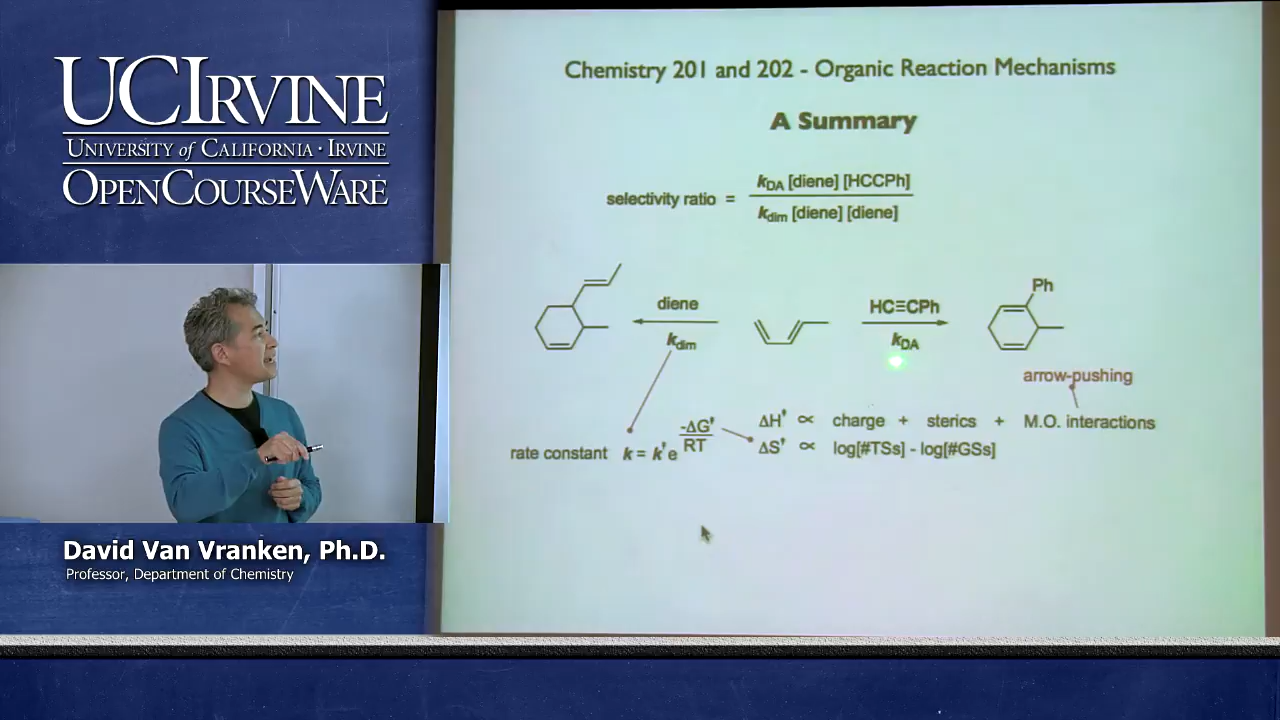 UCIRVINE
UNIVERSITY of CALIFORNIA · IRVINE
OPENCOURSEWARE
David Van Vranken, Ph.D.
Professor, Department of Chemistry
Chemistry 201 and 202 - Organic Reaction Mechanisms
A Summary
selectivity ratio = kDA [diene] [HCCPh]
kdim [diene] [diene]
diene
kdim
HC≡CPh
kDA
Ph
arrow-pushing
rate constant k = k‡e -ΔG‡
RT
ΔH‡ ∝ charge + sterics + M.O. interactions
ΔS‡ ∝ log[#TSs] - log[#GSs]